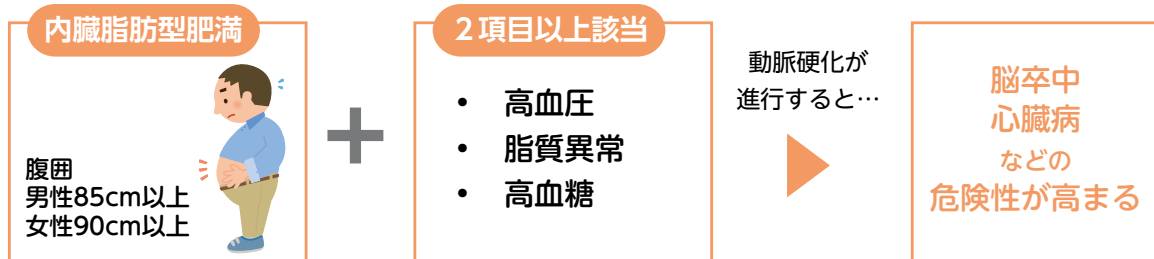 内臓脂肪型肥満
腹囲
男性85cm以上
女性90cm以上
+
2項目以上該当
• 高血圧
• 脂質異常
• 高血糖
動脈硬化が
進行すると…
脳卒中
心臓病
などの
危険性が高まる